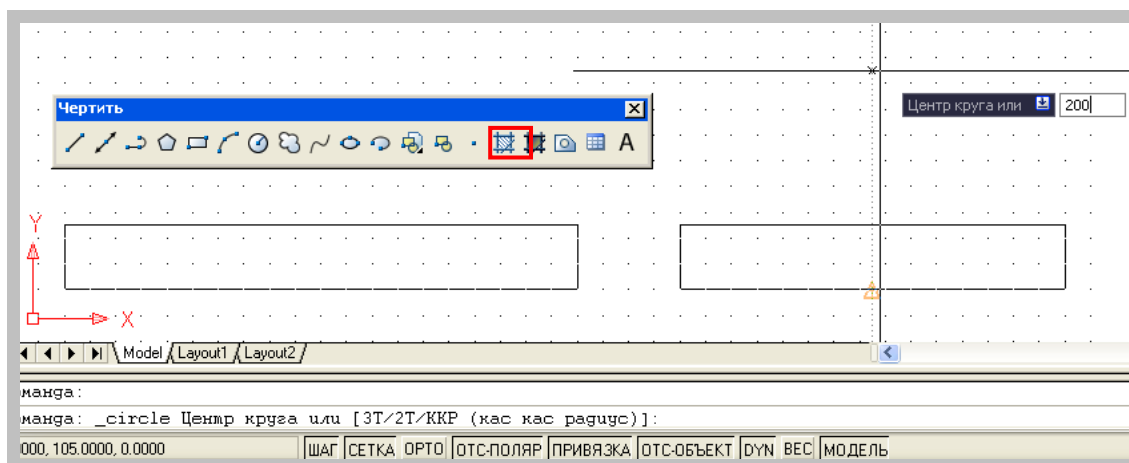 Чертить
Центр круга или 200
A
Y
X
Model Layout1 Layout2
манда:
манда: _circle Центр круга или [3Т/2Т/ККР (кас кас радиус)]:
000, 105.0000, 0.0000 ШАГ СЕТКА ОРТО ОТС-ПОЛЯР ПРИВЯЗКА ОТС-ОБЪЕКТ DYN ВЕС МОДЕЛЬ